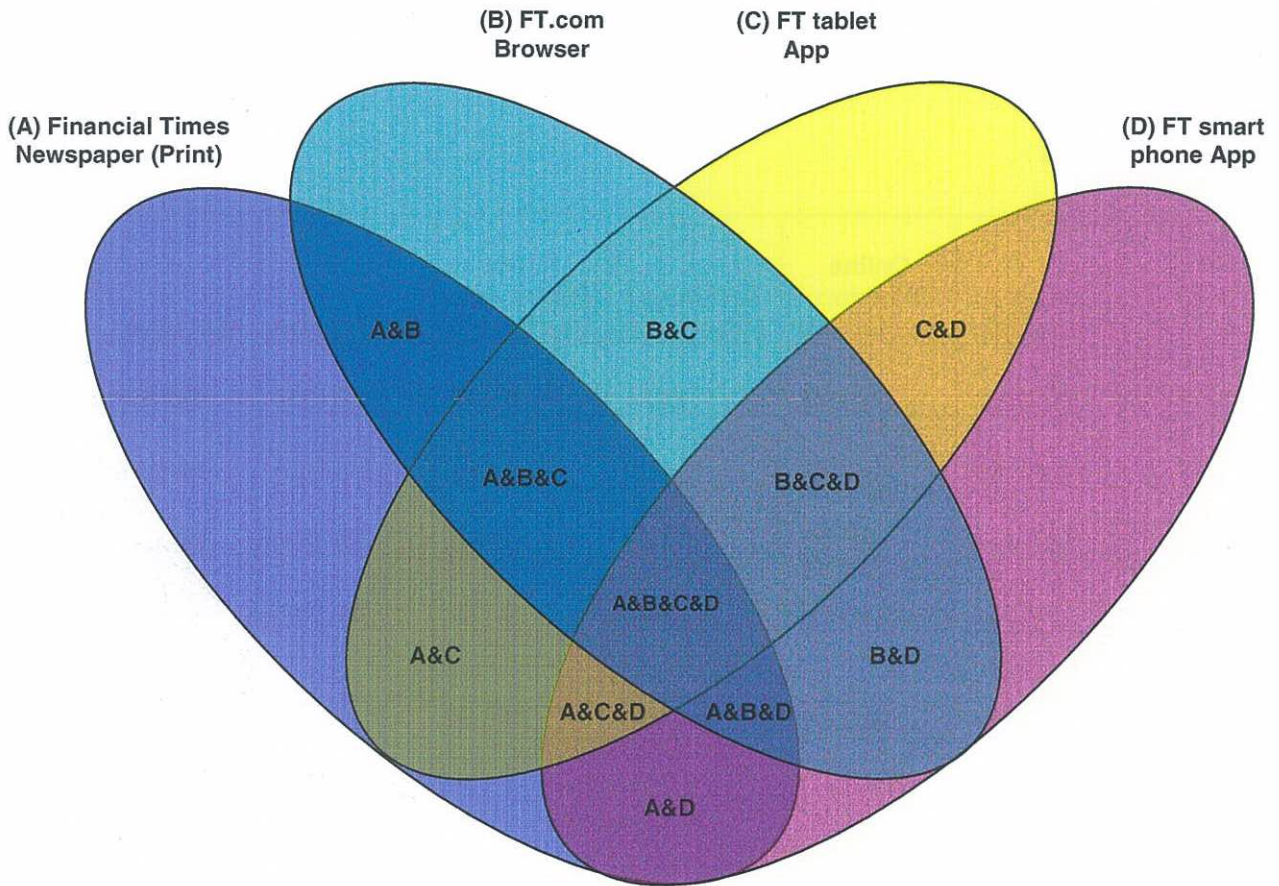 (B) FT.com
Browser
(C) FT tablet
App
(A) Financial Times
Newspaper (Print)
(D) FT smart
phone App
A&B
B&C
C&D
A&B&C
B&C&D
A&B&C&D
A&C
B&D
A&C&D
A&B&D
A&D